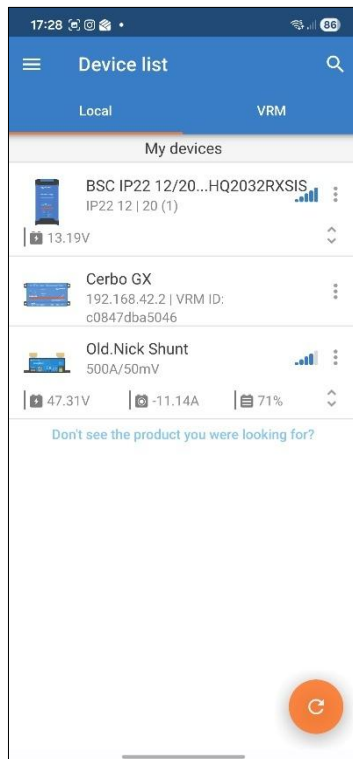 17:28
86
Device list
Local VRM
My devices
BSC IP22 12/20...HQ2032RXSIS
IP22 12 | 20 (1)
13.19V
Cerbo GX
192.168.42.2 | VRM ID:
c0847dba5046
Old.Nick Shunt
500A/50mV
47.31V -11.14A 71%
Don't see the product you were looking for?